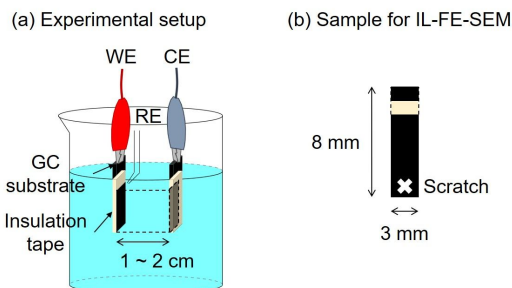 (a) Experimental setup
WE
CE
RE
GC
substrate
Insulation
tape
1 ~ 2 cm
(b) Sample for IL-FE-SEM
8 mm
Scratch
3 mm